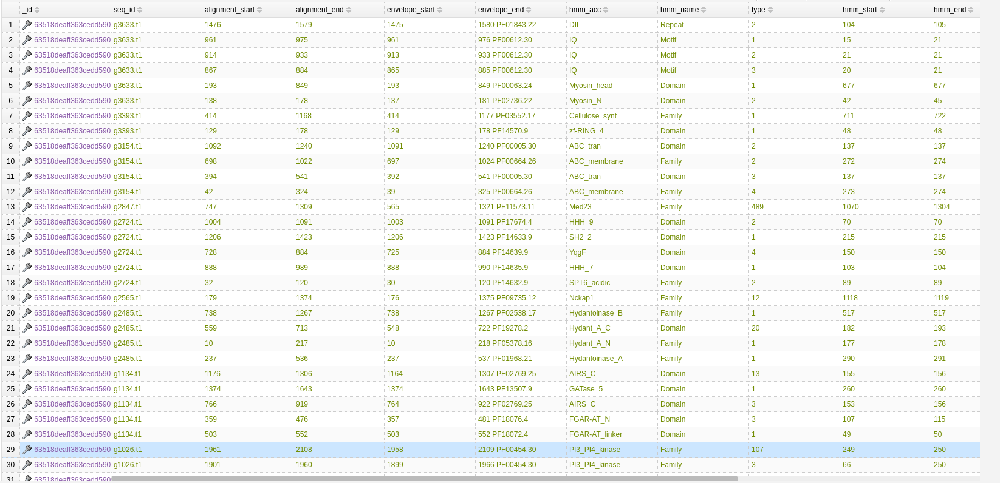 _id seq_id alignment_start alignment_end envelope_start envelope_end hmm_acc hmm_name type hmm_start hmm_end
1 63518deaff363cedd590 g3633.t1 1476 1579 1475 1580 PF01843.22 DIL Repeat 2 104 105
2 63518deaff363cedd590 g3633.t1 961 975 961 976 PF00612.30 IQ Motif 1 15 21
3 63518deaff363cedd590 g3633.t1 914 933 913 933 PF00612.30 IQ Motif 2 21 21
4 63518deaff363cedd590 g3633.t1 867 884 865 885 PF00612.30 IQ Motif 3 20 21
5 63518deaff363cedd590 g3633.t1 193 849 193 849 PF00063.24 Myosin_head Domain 1 677 677
6 63518deaff363cedd590 g3633.t1 138 178 137 181 PF02736.22 Myosin_N Domain 2 42 45
7 63518deaff363cedd590 g3393.t1 414 1168 414 1177 PF03552.17 Cellulose_synt Family 1 711 722
8 63518deaff363cedd590 g3393.t1 129 178 129 178 PF14570.9 zf-RING_4 Domain 1 48 48
9 63518deaff363cedd590 g3154.t1 1092 1240 1091 1240 PF00005.30 ABC_tran Domain 2 137 137
10 63518deaff363cedd590 g3154.t1 698 1022 697 1024 PF00664.26 ABC_membrane Family 2 272 274
11 63518deaff363cedd590 g3154.t1 394 541 392 541 PF00005.30 ABC_tran Domain 3 137 137
12 63518deaff363cedd590 g3154.t1 42 324 39 325 PF00664.26 ABC_membrane Family 4 273 274
13 63518deaff363cedd590 g2847.t1 747 1309 565 1321 PF11573.11 Med23 Family 489 1070 1304
14 63518deaff363cedd590 g2724.t1 1004 1091 1003 1091 PF17674.4 HHH_9 Domain 2 70 70
15 63518deaff363cedd590 g2724.t1 1206 1423 1206 1423 PF14633.9 SH2_2 Domain 1 215 215
16 63518deaff363cedd590 g2724.t1 728 884 725 884 PF14639.9 YqgF Domain 4 150 150
17 63518deaff363cedd590 g2724.t1 888 989 888 990 PF14635.9 HHH_7 Domain 1 103 104
18 63518deaff363cedd590 g2724.t1 32 120 30 120 PF14632.9 SPT6_acidic Family 2 89 89
19 63518deaff363cedd590 g2565.t1 179 1374 176 1375 PF09735.12 Nckap1 Family 12 1118 1119
20 63518deaff363cedd590 g2485.t1 738 1267 738 1267 PF02538.17 Hydantoinase_B Family 1 517 517
21 63518deaff363cedd590 g2485.t1 559 713 548 722 PF19278.2 Hydant_A_C Domain 20 182 193
22 63518deaff363cedd590 g2485.t1 10 217 10 218 PF05378.16 Hydant_A_N Family 1 177 178
23 63518deaff363cedd590 g2485.t1 237 536 237 537 PF01968.21 Hydantoinase_A Family 1 290 291
24 63518deaff363cedd590 g1134.t1 1176 1306 1164 1307 PF02769.25 AIRS_C Domain 13 155 156
25 63518deaff363cedd590 g1134.t1 1374 1643 1374 1643 PF13507.9 GATase_5 Domain 1 260 260
26 63518deaff363cedd590 g1134.t1 766 919 764 922 PF02769.25 AIRS_C Domain 3 153 156
27 63518deaff363cedd590 g1134.t1 359 476 357 481 PF18076.4 FGAR-AT_N Domain 3 107 115
28 63518deaff363cedd590 g1134.t1 503 552 503 552 PF18072.4 FGAR-AT_linker Domain 1 49 50
29 63518deaff363cedd590 g1026.t1 1961 2108 1958 2109 PF00454.30 PI3_PI4_kinase Family 107 249 250
30 63518deaff363cedd590 g1026.t1 1901 1960 1899 1966 PF00454.30 PI3_PI4_kinase Family 3 66 250
31 63518deaff363cedd590